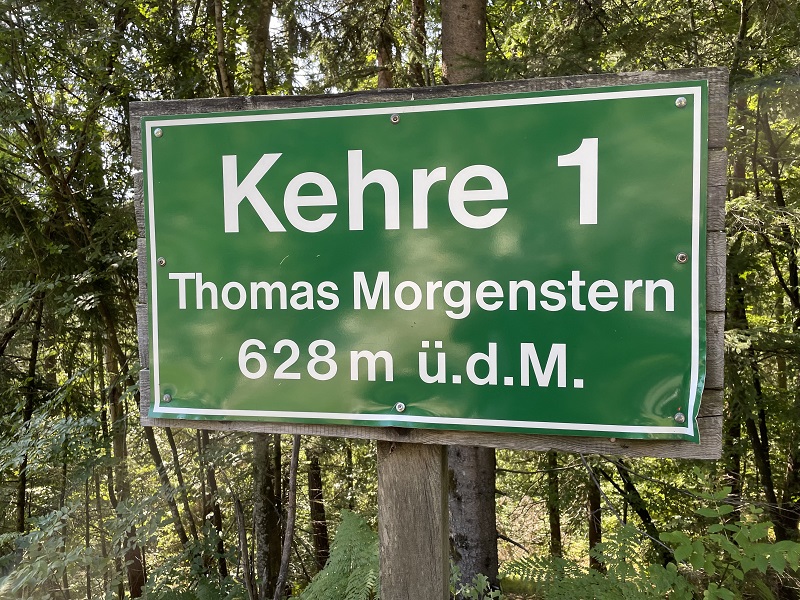 Kehre 1
Thomas Morgenstern
628 m ü.d.M.